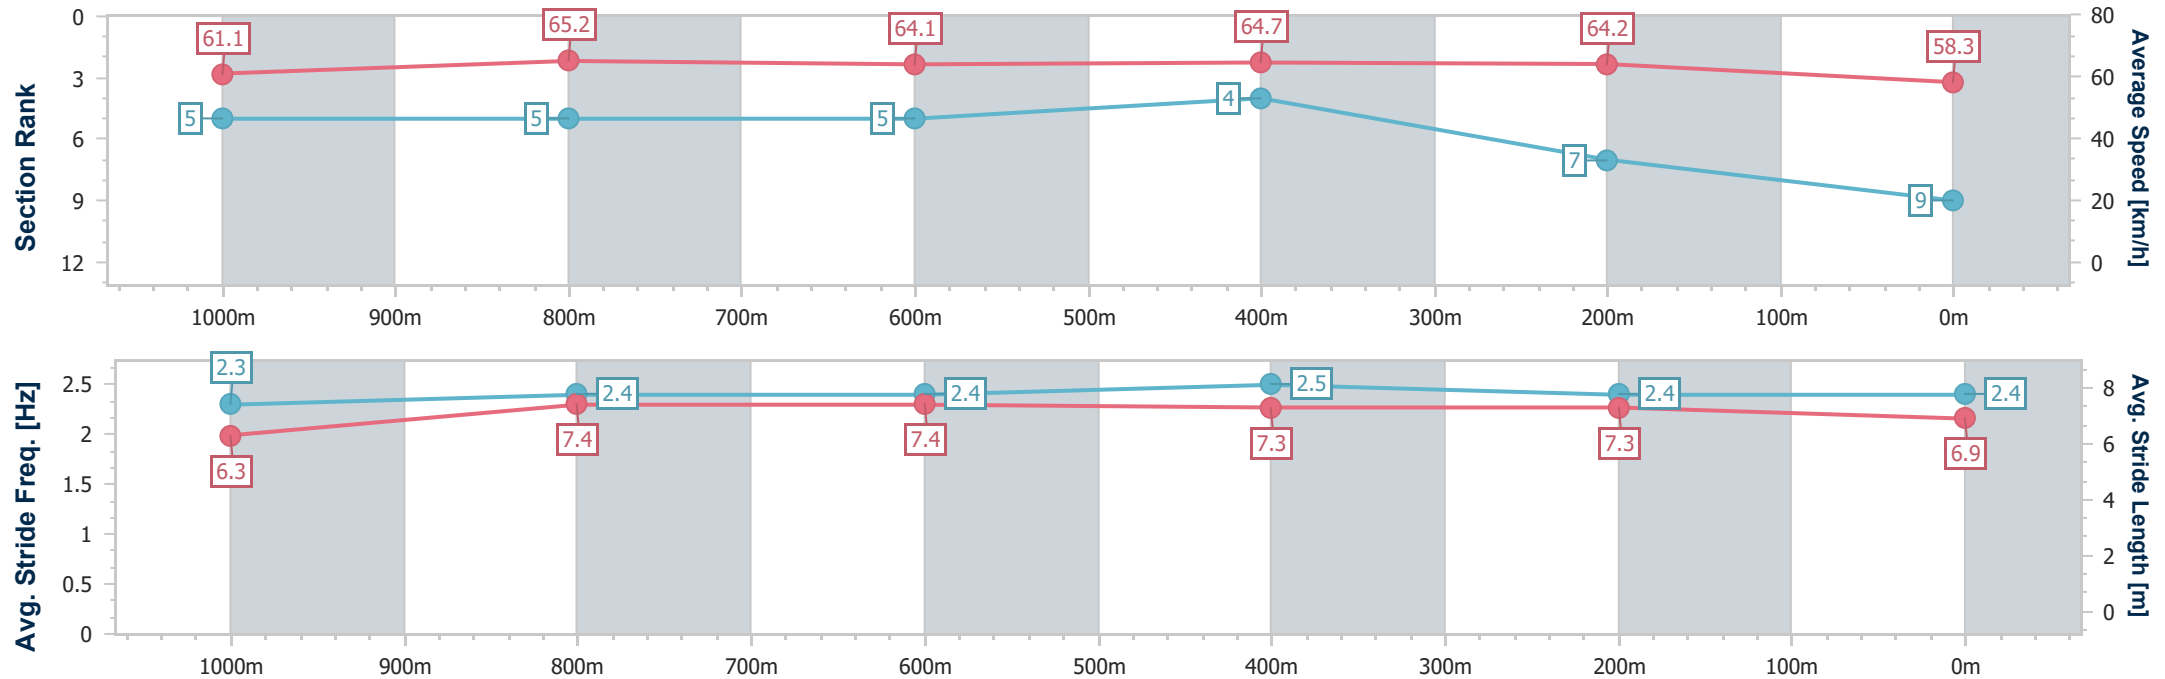 Section Rank
0
3
6
9
12
61.1
65.2
64.1
64.7
64.2
58.3
5
5
5
4
7
9
80
60
40
20
0
Average Speed [km/h]
1000m
900m
800m
700m
600m
500m
400m
300m
200m
100m
0m
Avg. Stride Freq. [Hz]
2.5
2
1.5
1
0.5
0
2.3
2.4
2.4
2.5
2.4
2.4
6.3
7.4
7.4
7.3
7.3
6.9
8
6
4
2
0
Avg. Stride Length [m]
1000m
900m
800m
700m
600m
500m
400m
300m
200m
100m
0m